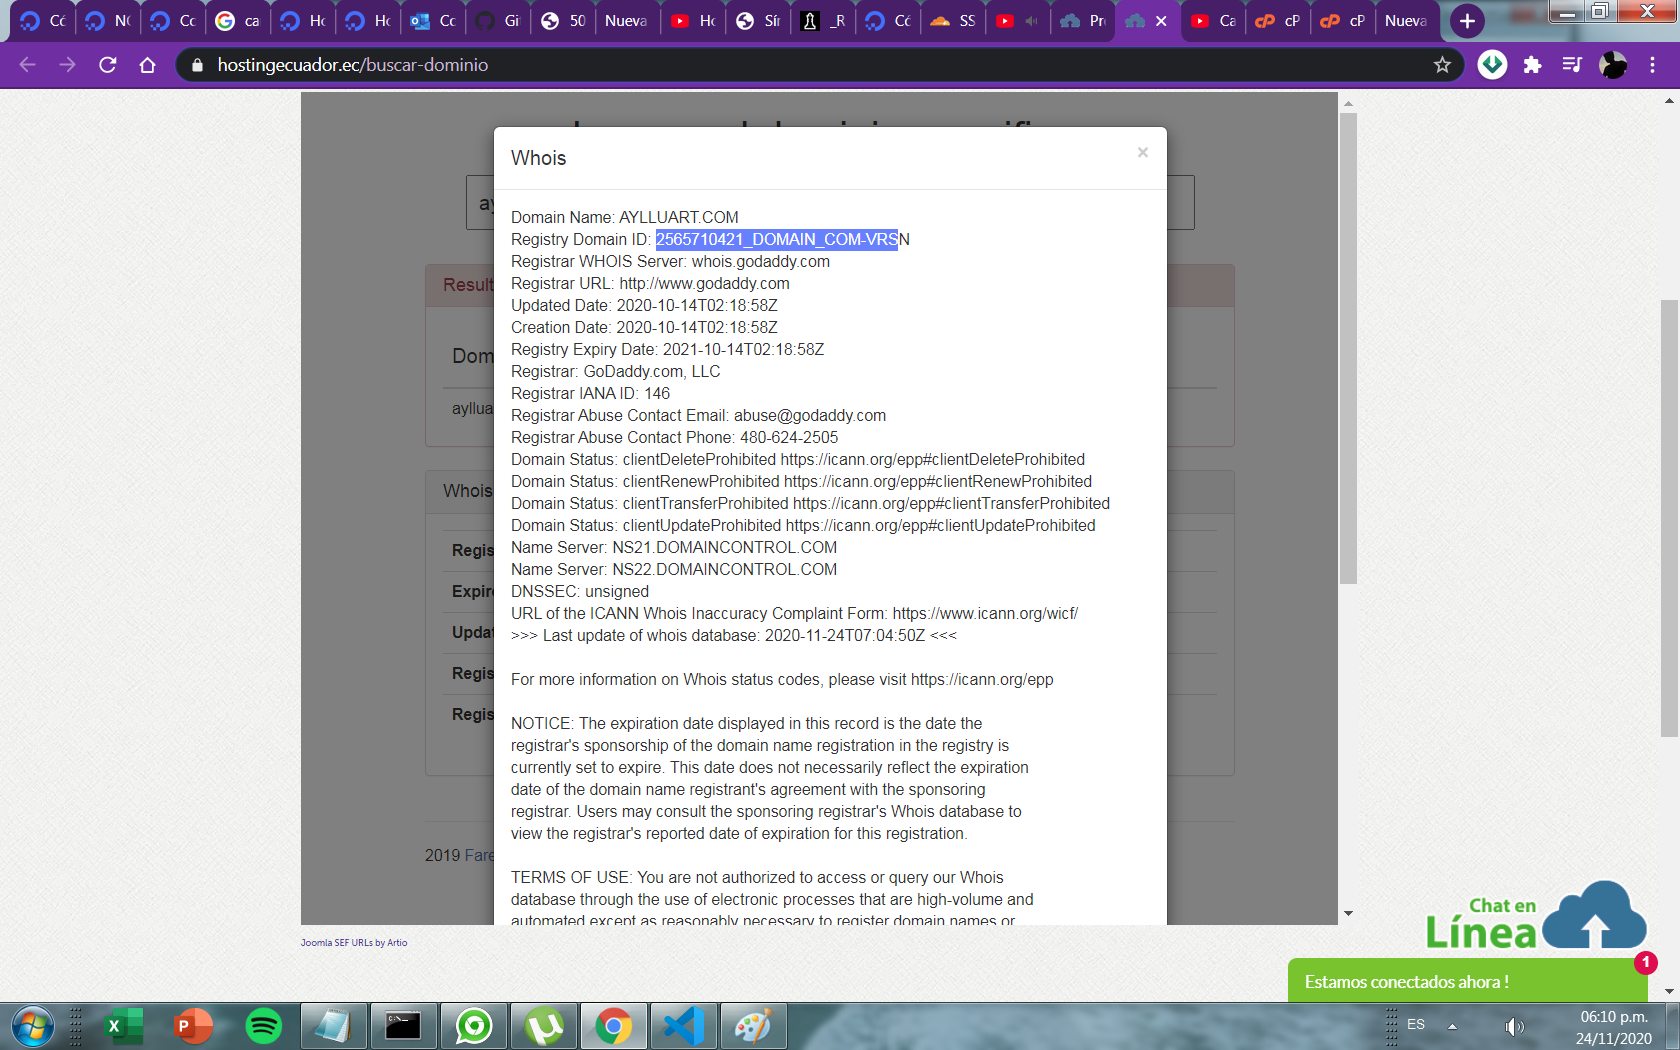 Có
NO
Co
ca
Ho
Ho
Co
Git
50
Nueva
Ho
Sím
_R
Có
SS
Pr
Ca
cP
cP
Nueva
hostingecuador.ec/buscar-dominio
Whois
ay
Result
Dom
ayllua
Whois
Regis
Expir
Updat
Regis
Regis
2019 Fare
Domain Name: AYLLUART.COM
Registry Domain ID: 2565710421_DOMAIN_COM-VRSN
Registrar WHOIS Server: whois.godaddy.com
Registrar URL: http://www.godaddy.com
Updated Date: 2020-10-14T02:18:58Z
Creation Date: 2020-10-14T02:18:58Z
Registry Expiry Date: 2021-10-14T02:18:58Z
Registrar: GoDaddy.com, LLC
Registrar IANA ID: 146
Registrar Abuse Contact Email: abuse@godaddy.com
Registrar Abuse Contact Phone: 480-624-2505
Domain Status: clientDeleteProhibited https://icann.org/epp#clientDeleteProhibited
Domain Status: clientRenewProhibited https://icann.org/epp#clientRenewProhibited
Domain Status: clientTransferProhibited https://icann.org/epp#clientTransferProhibited
Domain Status: clientUpdateProhibited https://icann.org/epp#clientUpdateProhibited
Name Server: NS21.DOMAINCONTROL.COM
Name Server: NS22.DOMAINCONTROL.COM
DNSSEC: unsigned
URL of the ICANN Whois Inaccuracy Complaint Form: https://www.icann.org/wicf/
>>> Last update of whois database: 2020-11-24T07:04:50Z <<<
For more information on Whois status codes, please visit https://icann.org/epp
NOTICE: The expiration date displayed in this record is the date the
registrar's sponsorship of the domain name registration in the registry is
currently set to expire. This date does not necessarily reflect the expiration
date of the domain name registrant's agreement with the sponsoring
registrar. Users may consult the sponsoring registrar's Whois database to
view the registrar's reported date of expiration for this registration.
TERMS OF USE: You are not authorized to access or query our Whois
database through the use of electronic processes that are high-volume and
automated except as reasonably necessary to register domain names or
Joomla SEF URLs by Artio
Chat en
Línea
1
Estamos conectados ahora !
ES
06:10 p.m.
24/11/2020